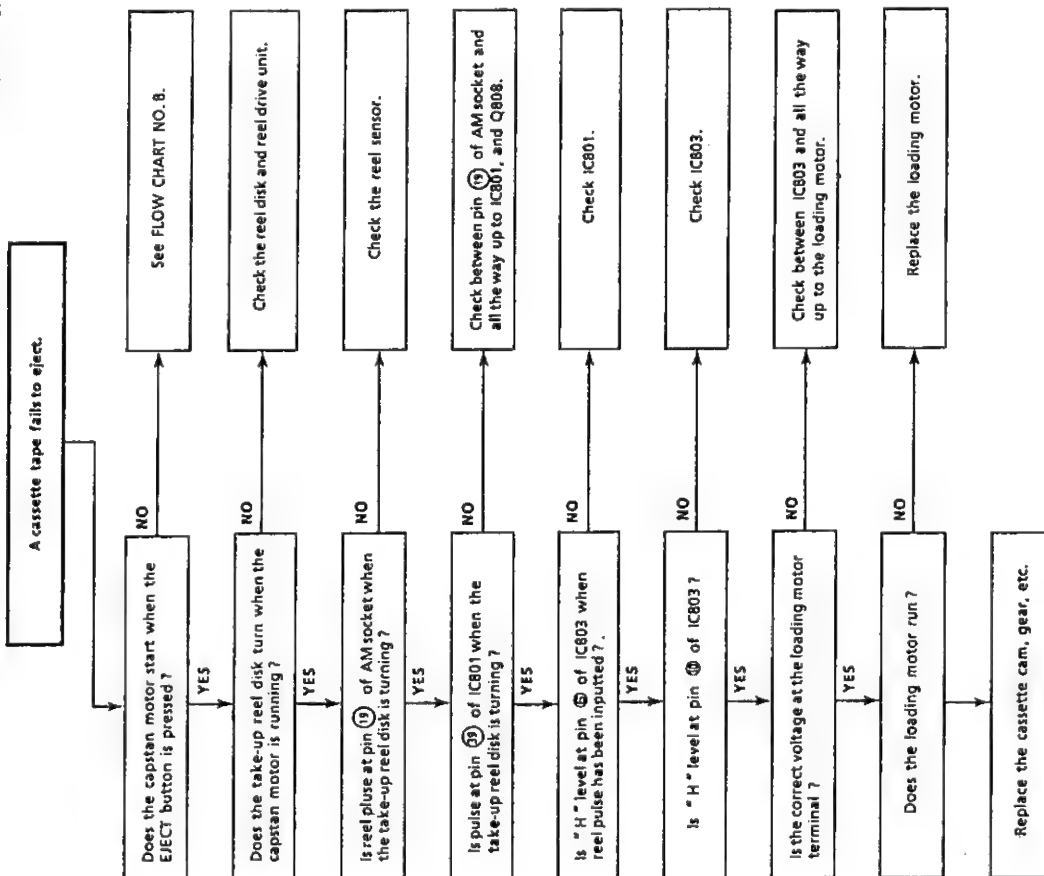 A cassette tape fails to eject.
Does the capstan motor start when the
EJECT button is pressed ?
NO
See FLOW CHART NO. 8.
YES
Does the take-up reel disk turn when the
capstan motor is running ?
NO
Check the reel disk and reel drive unit.
YES
Is reel pluse at pin 19 of AM socket when
the take-up reel disk is turning ?
NO
Check the reel sensor.
YES
Is pulse at pin 39 of IC801 when the
take-up reel disk is turning ?
NO
Check between pin 19 of AM socket and
all the way up to IC801, and Q808.
YES
Is "H" level at pin of IC803 when
reel pulse has been inputted ? .
NO
Check IC801.
YES
Is "H" level at pin of IC803 ?
NO
Check IC803.
YES
Is the correct voltage at the loading motor
terminal ?
NO
Check between IC803 and all the way
up to the loading motor.
YES
Does the loading motor run ?
NO
Replace the loading motor.
Replace the cassette cam, gear, etc.